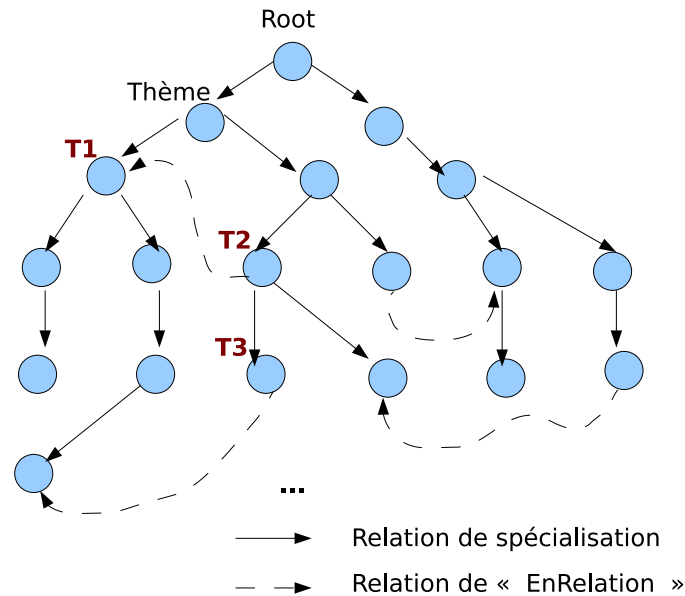 Root
Thème
T1
T2
T3
...
Relation de spécialisation
Relation de « EnRelation »